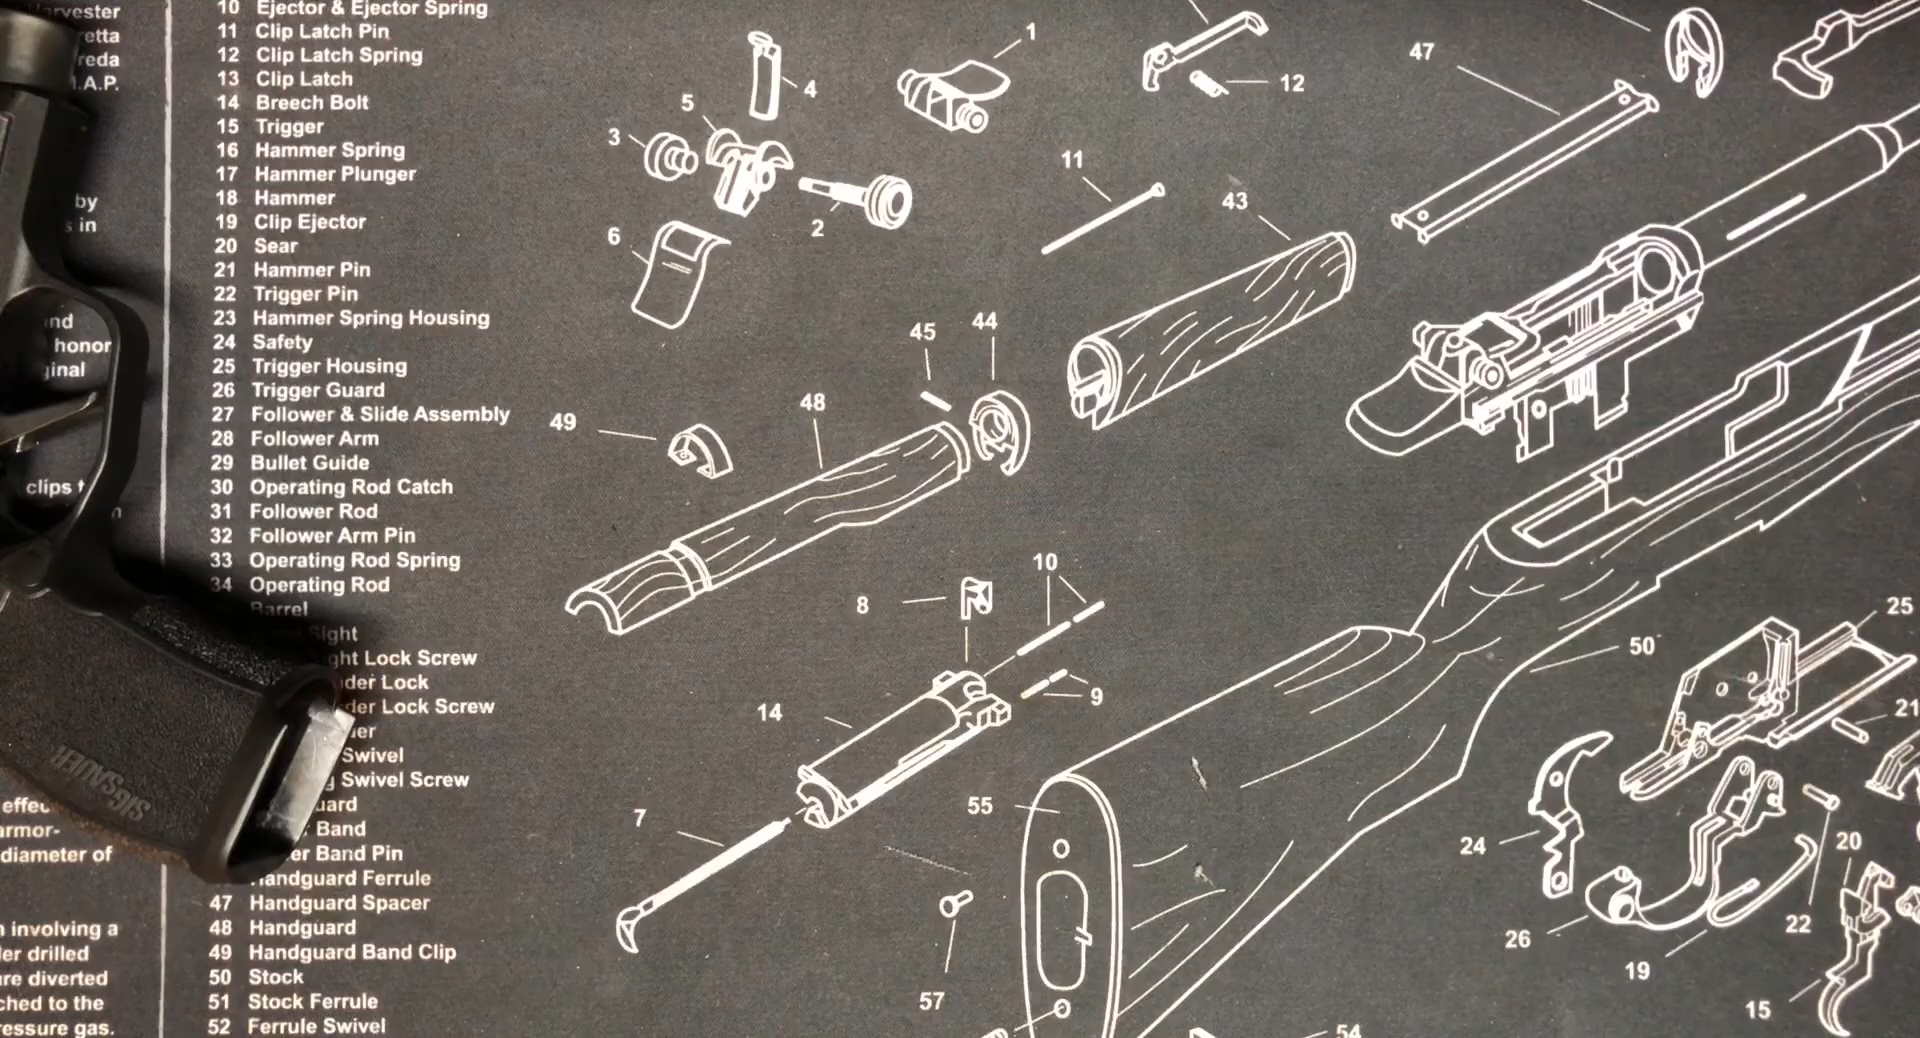 Harvester
retta
reda
.A.P.
by
s in
and
honor
ginal
clips t
effec
armor-
diameter of
n involving a
er drilled
are diverted
ched to the
ressure gas.
10 Ejector & Ejector Spring
11 Clip Latch Pin
12 Clip Latch Spring
13 Clip Latch
14 Breech Bolt
15 Trigger
16 Hammer Spring
17 Hammer Plunger
18 Hammer
19 Clip Ejector
20 Sear
21 Hammer Pin
22 Trigger Pin
23 Hammer Spring Housing
24 Safety
25 Trigger Housing
26 Trigger Guard
27 Follower & Slide Assembly
28 Follower Arm
29 Bullet Guide
30 Operating Rod Catch
31 Follower Rod
32 Follower Arm Pin
33 Operating Rod Spring
34 Operating Rod
Barrel
Sight
ght Lock Screw
der Lock
der Lock Screw
er
Swivel
g Swivel Screw
uard
Band
er Band Pin
Handguard Ferrule
47 Handguard Spacer
48 Handguard
49 Handguard Band Clip
50 Stock
51 Stock Ferrule
52 Ferrule Swivel
SIG SAUER
1
4
5
3
2
6
12
47
11
43
45
44
48
49
10
8
9
14
7
55
57
50
25
21
24
20
22
26
19
15
54